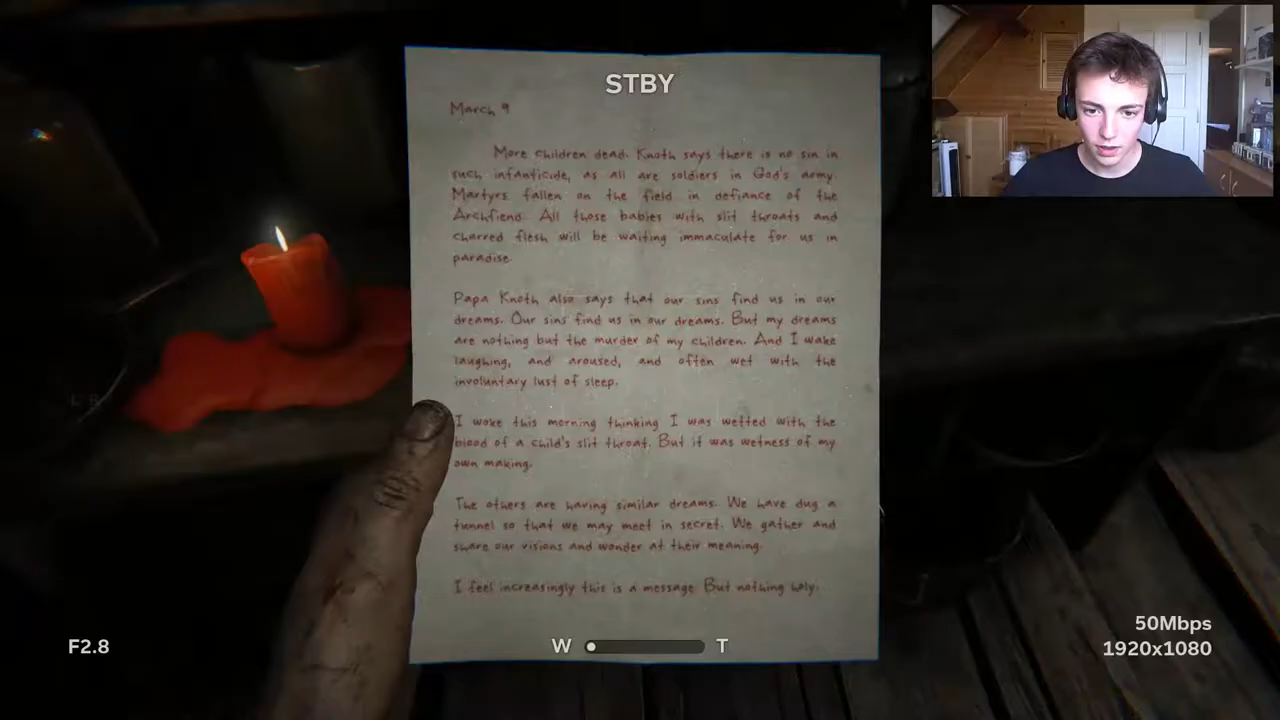 STBY
March 9
More children dead. Knoth says there is no sin in
such infanticide, as all are soldiers in God's army.
Martyrs fallen on the field in defiance of the
Archfiend. All those babies with slit throats and
charred flesh will be waiting immaculate for us in
paradise.
Papa Knoth also says that our sins find us in our
dreams. Our sins find us in our dreams. But my dreams
are nothing but the murder of my children. And I wake
laughing, and aroused, and often wet with the
involuntary lust of sleep.
I woke this morning thinking I was wetted with the
blood of a child's slit throat. But it was wetness of my
own making.
The others are having similar dreams. We have dug a
tunnel so that we may meet in secret. We gather and
share our visions and wonder at their meaning.
I feel increasingly this is a message. But nothing holy.
F2.8
W T
50Mbps
1920x1080